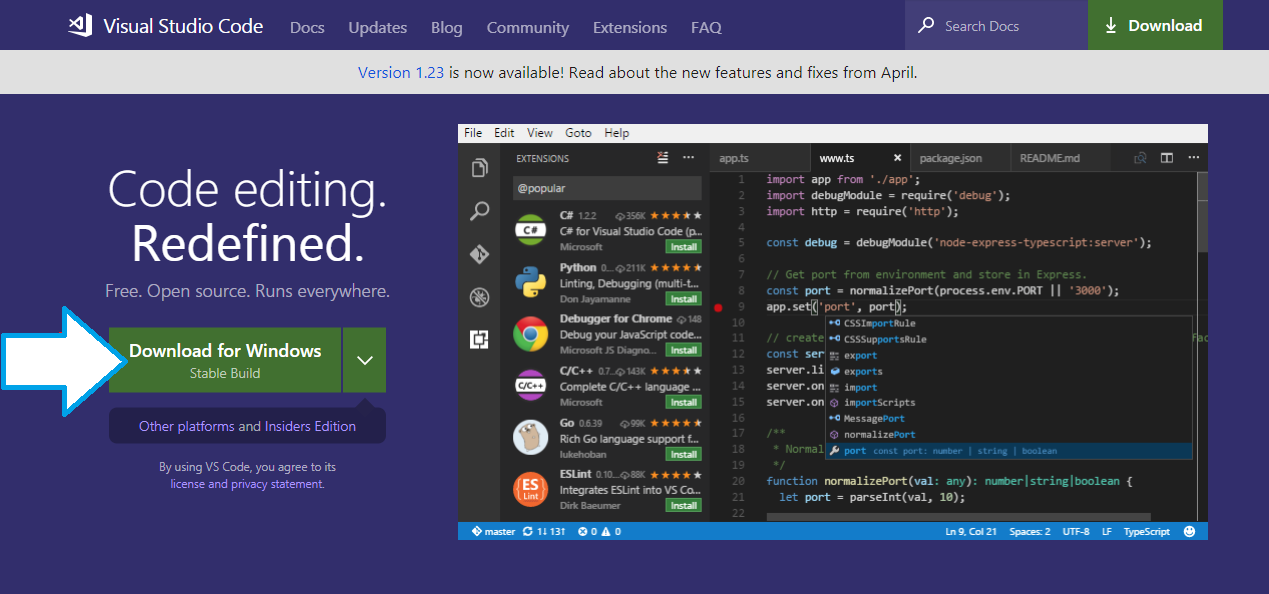 Visual Studio Code Docs Updates Blog Community Extensions FAQ Search Docs Download
Version 1.23 is now available! Read about the new features and fixes from April.
Code editing.
Redefined.
Free. Open source. Runs everywhere.
Download for Windows
Stable Build
Other platforms and Insiders Edition
By using VS Code, you agree to its
license and privacy statement.
File Edit View Goto Help
EXTENSIONS
@popular
C# 1.2.2 356K
C# for Visual Studio Code (p...
Microsoft Install
Python 0... 211K
Linting, Debugging (multi-t...
Don Jayamanne Install
Debugger for Chrome 148
Debug your JavaScript code...
Microsoft JS Diagno... Install
C/C++ 0.7... 143K
Complete C/C++ language ...
Microsoft Install
Go 0.6.39 99K
Rich Go language support f...
lukehoban Install
ESLint 0.10... 88K
Integrates ESLint into VS Co...
Dirk Baeumer Install
C#
C/C++
ES
Lint
app.ts www.ts package.json README.md
1 import app from './app';
2 import debugModule = require('debug');
3 import http = require('http');
4
5 const debug = debugModule('node-express-typescript:server');
6
7 // Get port from environment and store in Express.
8 const port = normalizePort(process.env.PORT || '3000');
9 app.set('port', port);
10
11 // create
12 const ser
13 server.li
14 server.on
15 server.on
16
17 /**
18 * Normal
19 */
20 function normalizePort(val: any): number|string|boolean {
21 let port = parseInt(val, 10);
22
CSSImportRule
CSSSupportsRule
export
exports
import
importScripts
MessagePort
normalizePort
port const port: number | string | boolean
master 1↓ 13↑ 0 0 Ln 9, Col 21 Spaces: 2 UTF-8 LF TypeScript